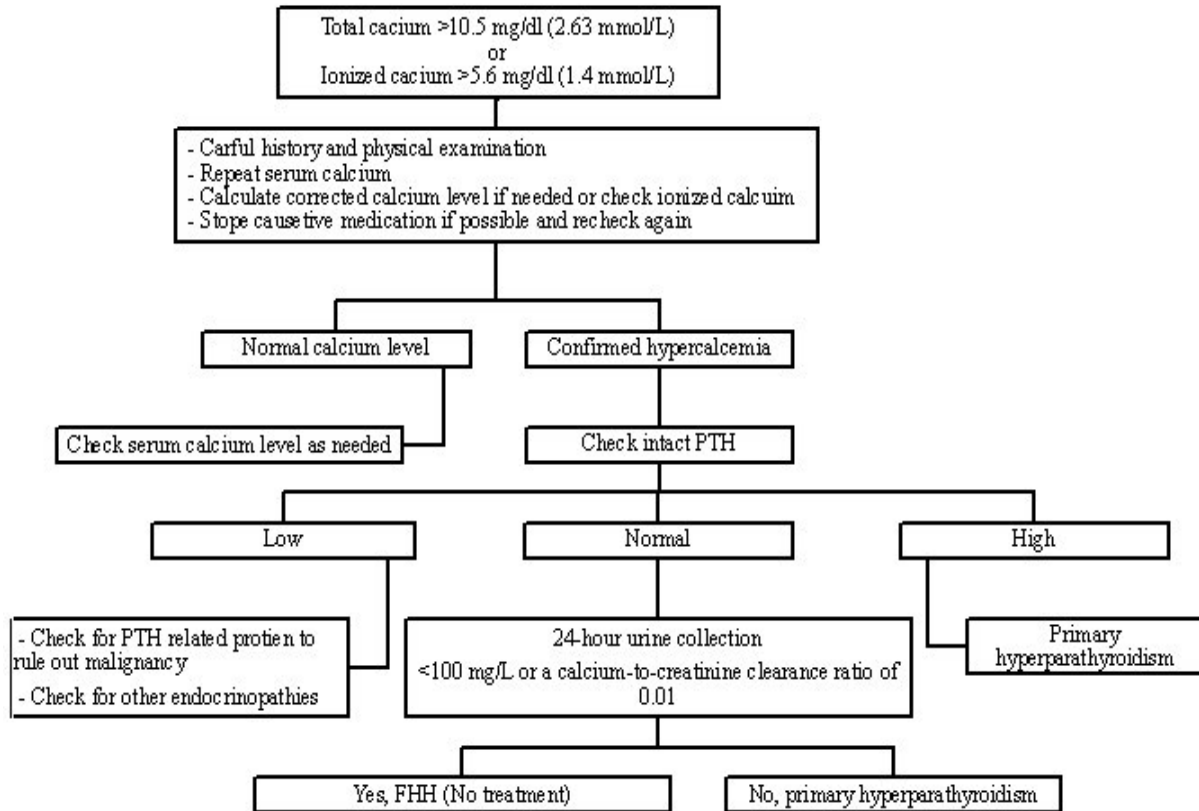 Total cacium >10.5 mg/dl (2.63 mmol/L)
or
Ionized cacium >5.6 mg/dl (1.4 mmol/L)
- Carful history and physical examination
- Repeat serum calcium
- Calculate corrected calcium level if needed or check ionized calcuim
- Stope causetive medication if possible and recheck again
Normal calcium level
Confirmed hypercalcemia
Check serum calcium level as needed
Check intact PTH
Low
Normal
High
- Check for PTH related protien to
rule out malignancy
- Check for other endocrinopathies
24-hour urine collection
<100 mg/L or a calcium-to-creatinine clearance ratio of
0.01
Primary
hyperparathyroidism
Yes, FHH (No treatment)
No, primary hyperparathyroidism